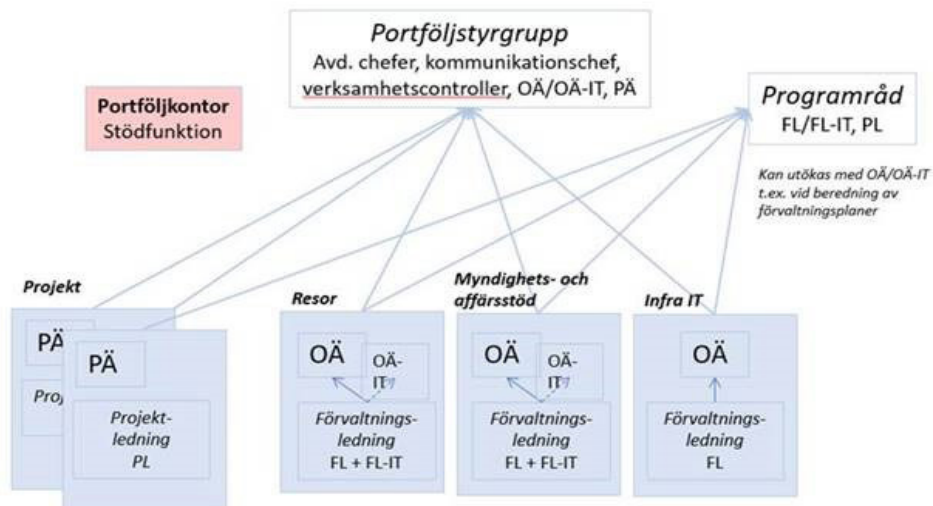 Portföljstyrgrupp
Avd. chefer, kommunikationschef,
verksamhetscontroller, OÄ/OÄ-IT, PÄ
Portföljkontor
Stödfunktion
Programråd
FL/FL-IT, PL
Kan utökas med OÄ/OÄ-IT
t.ex. vid beredning av
förvaltningsplaner
Projekt
PÄ
PÄ
Projekt-
ledning
PL
Resor
OÄ
OÄ-
IT
Förvaltnings-
ledning
FL + FL-IT
Myndighets- och
affärsstöd
OÄ
OÄ-
IT
Förvaltnings-
ledning
FL + FL-IT
Infra IT
OÄ
Förvaltnings-
ledning
FL